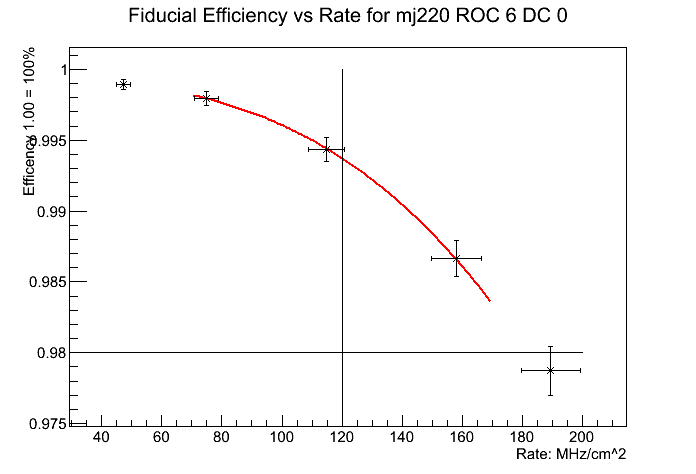 Fiducial Efficiency vs Rate for mj220 ROC 6 DC 0
Efficency 1.00 = 100%
1
0.995
0.99
0.985
0.98
0.975
40 60 80 100 120 140 160 180 200
Rate: MHz/cm^2